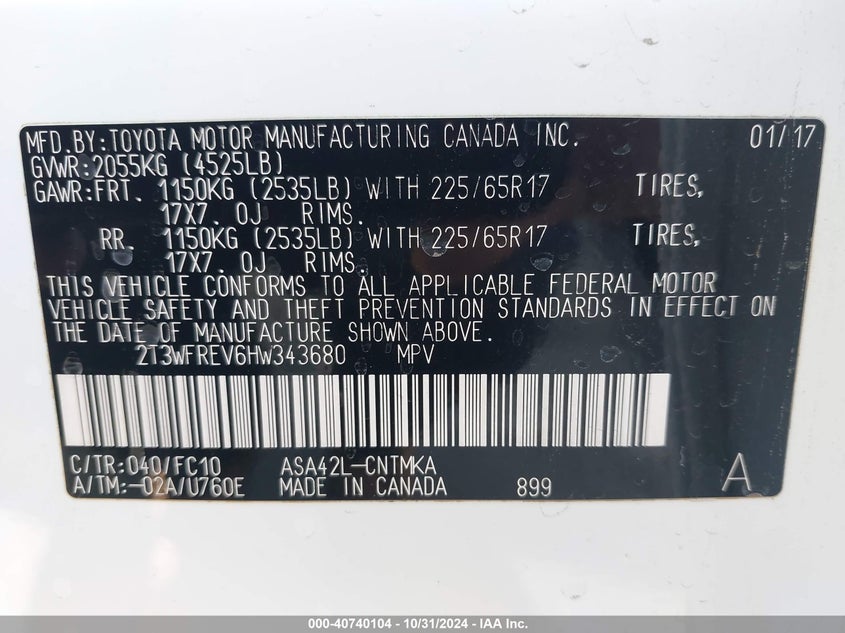 MFD.BY:TOYOTA MOTOR MANUFACTURING CANADA INC. 01/17
GVWR:2055KG (4525LB)
GAWR:FRT. 1150KG (2535LB) WITH 225/65R17 TIRES,
17X7.0J RIMS.
RR. 1150KG (2535LB) WITH 225/65R17 TIRES,
17X7.0J RIMS.
THIS VEHICLE CONFORMS TO ALL APPLICABLE FEDERAL MOTOR
VEHICLE SAFETY AND THEFT PREVENTION STANDARDS IN EFFECT ON
THE DATE OF MANUFACTURE SHOWN ABOVE.
2T3WFREV6HW343680 MPV
C/TR:040/FC10 ASA42L-CNTMKA
A/TM:-02A/U760E MADE IN CANADA 899 A
000-40740104 - 10/31/2024 - IAA Inc.